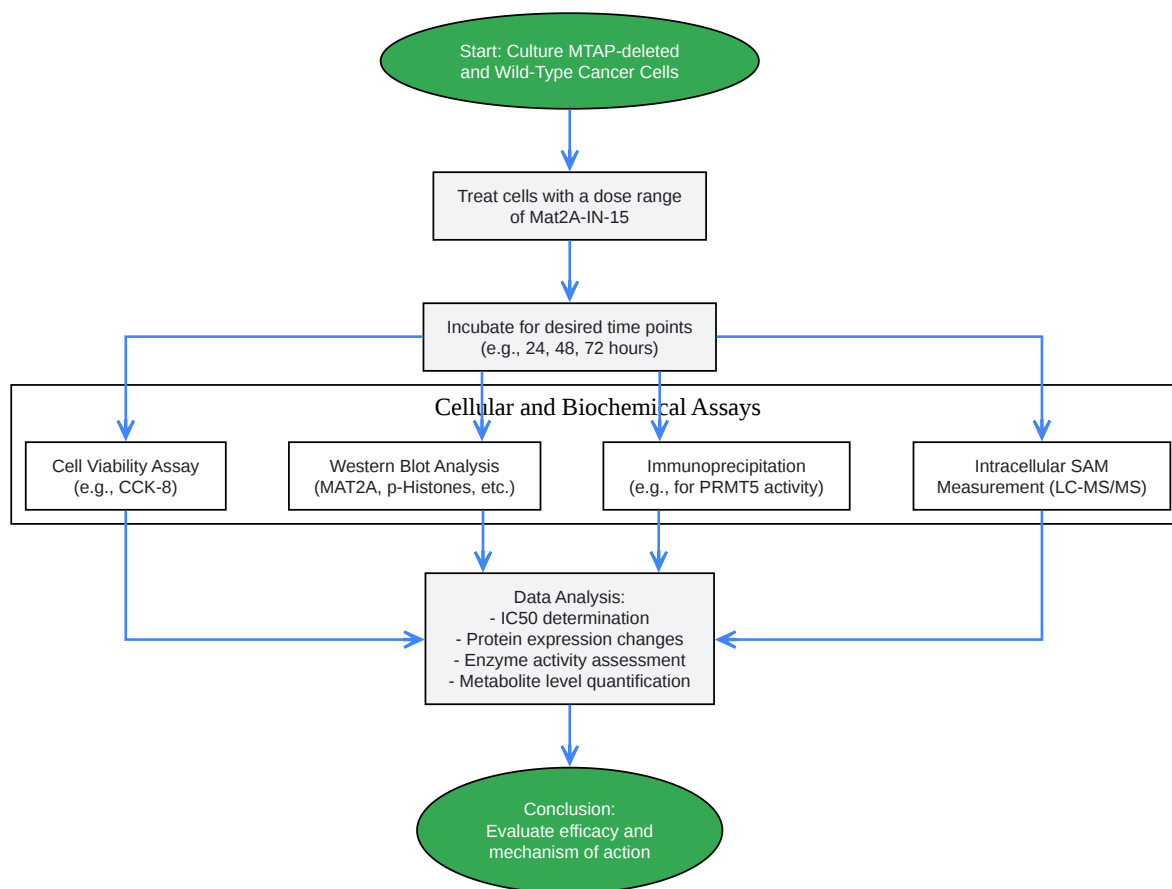 Start: Culture MTAP-deleted
and Wild-Type Cancer Cells
Treat cells with a dose range
of Mat2A-IN-15
Incubate for desired time points
(e.g., 24, 48, 72 hours)
Cellular and Biochemical Assays
Cell Viability Assay
(e.g., CCK-8)
Western Blot Analysis
(MAT2A, p-Histones, etc.)
Immunoprecipitation
(e.g., for PRMT5 activity)
Intracellular SAM
Measurement (LC-MS/MS)
Data Analysis:
- IC50 determination
- Protein expression changes
- Enzyme activity assessment
- Metabolite level quantification
Conclusion:
Evaluate efficacy and
mechanism of action